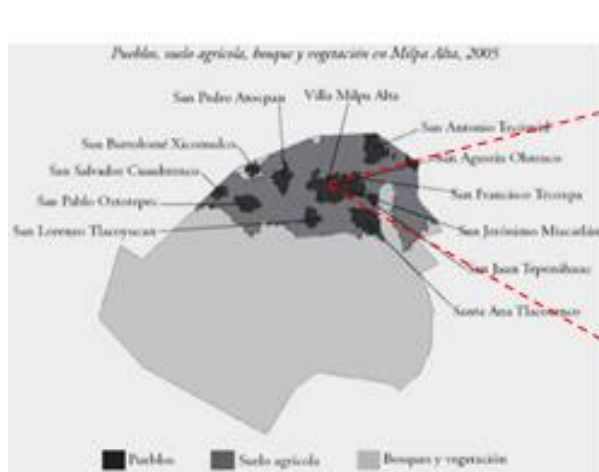 Pueblos, suelo agrícola, bosque y vegetación en Milpa Alta, 2005
San Pedro Atocpan
Villa Milpa Alta
San Antonio Tecómitl
San Bartolomé Xicomulco
San Agustín Ohtenco
San Salvador Cuauhtenco
San Francisco Tecoxpa
San Pablo Oztotepec
San Lorenzo Tlacoyucan
San Jerónimo Miacatlán
San Juan Tepenáhuac
Santa Ana Tlacotenco
Pueblos
Suelo agrícola
Bosques y vegetación